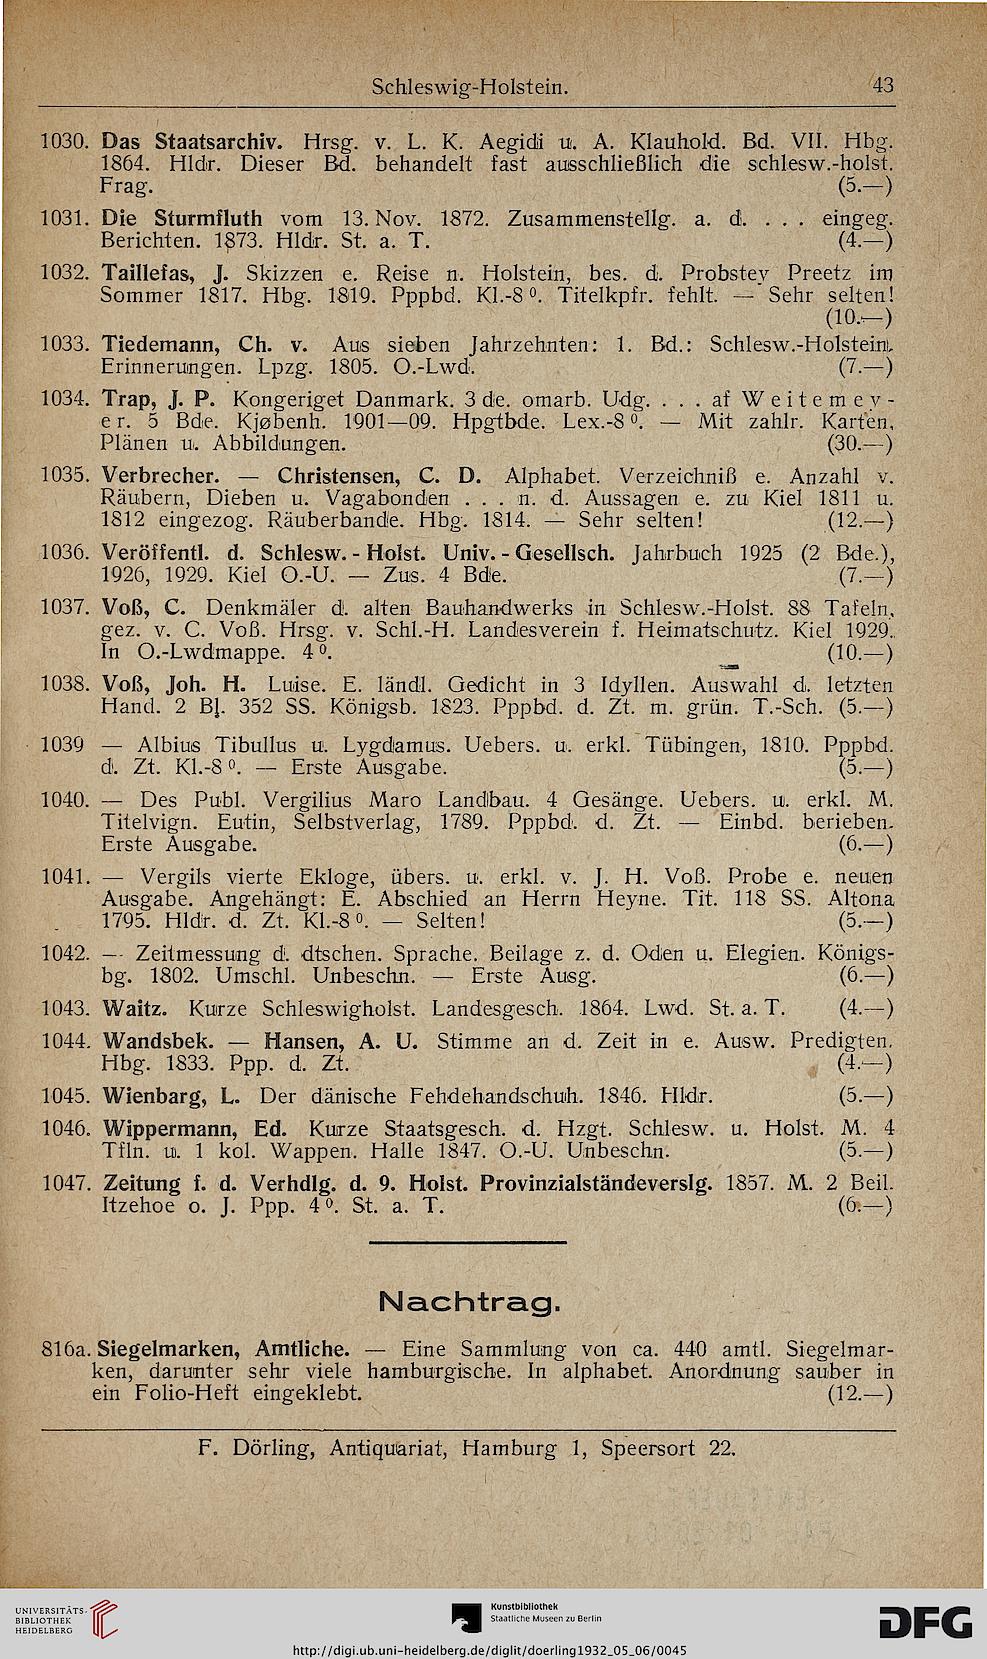 Schleswig-Holstein. 43
1030. Das Staatsarchiv. Hrsg. v. L. K. Aegidi u. A. Klauhold. Bd. VII. Hbg.
1864. Hldr. Dieser Bd. behandelt fast ausschließlich die schlesw.-holst.
Frag. (5.—)
1031. Die Sturmfluth vom 13. Nov. 1872. Zusammenstellg. a. d. . . . eingeg.
Berichten. 1873. Hldr. St. a. T. (4.—)
1032. Taillefas, J. Skizzen e. Reise n. Holstein, bes. d. Probstey Preetz im
Sommer 1817. Hbg. 1819. Pppbd. Kl.-8⁰. Titelkpfr. fehlt. — Sehr selten!
(10.—)
1033. Tiedemann, Ch. v. Aus sieben Jahrzehnten: 1. Bd.: Schlesw.-Holstein.
Erinnerungen. Lpzg. 1805. O.-Lwd. (7.—)
1034. Trap, J. P. Kongeriget Danmark. 3 de. omarb. Udg. . . . af Weitemey-
er. 5 Bde. Kjøbenh. 1901—09. Hpgtbde. Lex.-8⁰. — Mit zahlr. Karten,
Plänen u. Abbildungen. (30.—)
1035. Verbrecher. — Christensen, C. D. Alphabet. Verzeichniß e. Anzahl v.
Räubern, Dieben u. Vagabonden . . . n. d. Aussagen e. zu Kiel 1811 u.
1812 eingezog. Räuberbande. Hbg. 1814. — Sehr selten! (12.—)
1036. Veröffentl. d. Schlesw.-Holst. Univ.-Gesellsch. Jahrbuch 1925 (2 Bde.),
1926, 1929. Kiel O.-U. — Zus. 4 Bde. (7.—)
1037. Voß, C. Denkmäler d. alten Bauhandwerks in Schlesw.-Holst. 88 Tafeln,
gez. v. C. Voß. Hrsg. v. Schl.-H. Landesverein f. Heimatschutz. Kiel 1929.
In O.-Lwdmappe. 4⁰. (10.—)
1038. Voß, Joh. H. Luise. E. ländl. Gedicht in 3 Idyllen. Auswahl d. letzten
Hand. 2 Bl. 352 SS. Königsb. 1823. Pppbd. d. Zt. m. grün. T.-Sch. (5.—)
1039 — Albius Tibullus u. Lygdamus. Uebers. u. erkl. Tübingen, 1810. Pppbd.
d. Zt. Kl.-8⁰. — Erste Ausgabe. (5.—)
1040. — Des Publ. Vergilius Maro Landbau. 4 Gesänge. Uebers. u. erkl. M.
Titelvign. Eutin, Selbstverlag, 1789. Pppbd. d. Zt. — Einbd. berieben.
Erste Ausgabe. (6.—)
1041. — Vergils vierte Ekloge, übers. u. erkl. v. J. H. Voß. Probe e. neuen
Ausgabe. Angehängt: E. Abschied an Herrn Heyne. Tit. 118 SS. Altona
1795. Hldr. d. Zt. Kl.-8⁰. — Selten! (5.—)
1042. — Zeitmessung d. dtschen. Sprache. Beilage z. d. Oden u. Elegien. Königs-
bg. 1802. Umschl. Unbeschn. — Erste Ausg. (6.—)
1043. Waitz. Kurze Schleswigholst. Landesgesch. 1864. Lwd. St. a. T. (4.—)
1044. Wandsbek. — Hansen, A. U. Stimme an d. Zeit in e. Ausw. Predigten.
Hbg. 1833. Ppp. d. Zt. (4.—)
1045. Wienbarg, L. Der dänische Fehdehandschuh. 1846. Hldr. (5.—)
1046. Wippermann, Ed. Kurze Staatsgesch. d. Hzgt. Schlesw. u. Holst. M. 4
Tfln. u. 1 kol. Wappen. Halle 1847. O.-U. Unbeschn. (5.—)
1047. Zeitung f. d. Verhdlg. d. 9. Holst. Provinzialständeverslg. 1857. M. 2 Beil.
Itzehoe o. J. Ppp. 4⁰. St. a. T. (6.—)
Nachtrag.
816a. Siegelmarken, Amtliche. — Eine Sammlung von ca. 440 amtl. Siegelmar-
ken, darunter sehr viele hamburgische. In alphabet. Anordnung sauber in
ein Folio-Heft eingeklebt. (12.—)
F. Dörling, Antiquariat, Hamburg 1, Speersort 22.
UNIVERSITÄTS-
BIBLIOTHEK
HEIDELBERG
Kunstbibliothek
Staatliche Museen zu Berlin
DFG
http://digi.ub.uni-heidelberg.de/diglit/doerling1932_05_06/0045